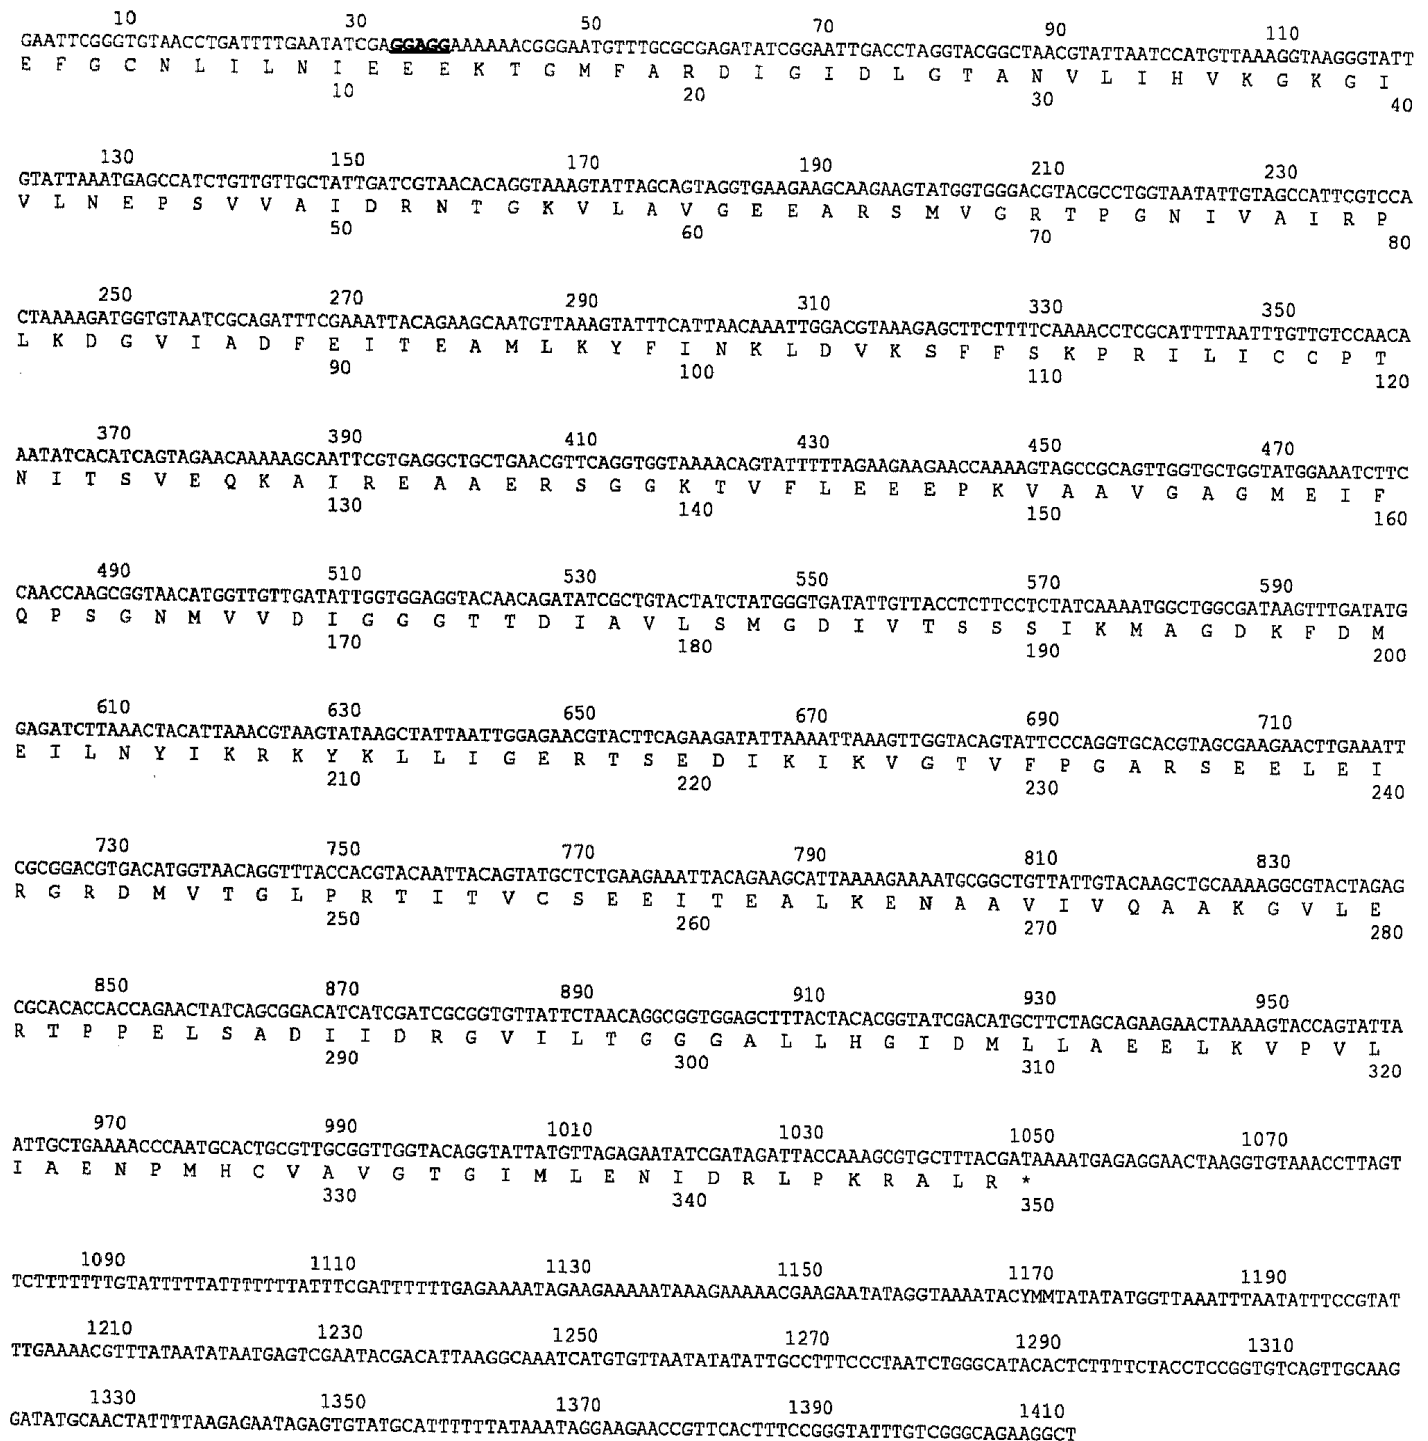 10 30 50 70 90 110
GAATTCGGGTGTAACCTGATTTTGAATATCGAGGAGGAAAAAAACGGGAATGTTTGCGCGAGATATCGGAATTGACCTAGGTACGGCTAACGTATTAATCCATGTTAAAGGTAAGGGTATT
E F G C N L I L N I E E E K T G M F A R D I G I D L G T A N V L I H V K G K G I
10 20 30 40
130 150 170 190 210 230
GTATTAAATGAGCCATCTGTTGTTGCTATTGATCGTAACACAGGTAAAGTATTAGCAGTAGGTGAAGAAGCAAGAAGTATGGTGGGACGTACGCCTGGTAATATTGTAGCCATTCGTCCA
V L N E P S V V A I D R N T G K V L A V G E E A R S M V G R T P G N I V A I R P
50 60 70 80
250 270 290 310 330 350
CTAAAAGATGGTGTAATCGCAGATTTCGAAATTACAGAAGCAATGTTAAAGTATTTCATTAACAAATTGGACGTAAAGAGCTTCTTTTCAAAACCTCGCATTTTAATTTGTTGTCCAACA
L K D G V I A D F E I T E A M L K Y F I N K L D V K S F F S K P R I L I C C P T
90 100 110 120
370 390 410 430 450 470
AATATCACATCAGTAGAACAAAAAGCAATTCGTGAGGCTGCTGAACGTTCAGGTGGTAAAACAGTATTTTTAGAAGAAGAACCAAAAGTAGCCGCAGTTGGTGCTGGTATGGAAATCTTC
N I T S V E Q K A I R E A A E R S G G K T V F L E E E P K V A A V G A G M E I F
130 140 150 160
490 510 530 550 570 590
CAACCAAGCGGTAACATGGTTGTTGATATTGGTGGAGGTACAACAGATATCGCTGTACTATCTATGGGTGATATTGTTACCTCTTCCTCTATCAAAATGGCTGGCGATAAGTTTGATATG
Q P S G N M V V D I G G G T T D I A V L S M G D I V T S S S I K M A G D K F D M
170 180 190 200
610 630 650 670 690 710
GAGATCTTAAACTACATTAAACGTAAGTATAAGCTATTAATTGGAGAACGTACTTCAGAAGATATTAAAATTAAAGTTGGTACAGTATTCCCAGGTGCACGTAGCGAAGAACTTGAAATT
E I L N Y I K R K Y K L L I G E R T S E D I K I K V G T V F P G A R S E E L E I
210 220 230 240
730 750 770 790 810 830
CGCGGACGTGACATGGTAACAGGTTTACCACGTACAATTACAGTATGCTCTGAAGAAATTACAGAAGCATTAAAAGAAAATGCGGCTGTTATTGTACAAGCTGCAAAAGGCGTACTAGAG
R G R D M V T G L P R T I T V C S E E I T E A L K E N A A V I V Q A A K G V L E
250 260 270 280
850 870 890 910 930 950
CGCACACCACCAGAACTATCAGCGGACATCATCGATCGCGGTGTTATTCTAACAGGCGGTGGAGCTTTACTACACGGTATCGACATGCTTCTAGCAGAAGAACTAAAAGTACCAGTATTA
R T P P E L S A D I I D R G V I L T G G G A L L H G I D M L L A E E L K V P V L
290 300 310 320
970 990 1010 1030 1050 1070
ATTGCTGAAAACCCAATGCACTGCGTTGCGGTTGGTACAGGTATTATGTTAGAGAATATCGATAGATTACCAAAGCGTGCTTTACGATAAAATGAGAGGAACTAAGGTGTAAACCTTAGT
I A E N P M H C V A V G T G I M L E N I D R L P K R A L R *
330 340 350
1090 1110 1130 1150 1170 1190
TCTTTTTTTGTATTTTTATTTTTTTATTTCGATTTTTTGAGAAAATAGAAGAAAAATAAAGAAAAACGAAGAATATAGGTAAAATACYMMTATATATGGTTAAATTTAATATTTCCGTAT
1210 1230 1250 1270 1290 1310
TTGAAAACGTTTATAATATAATGAGTCGAATACGACATTAAGGCAAATCATGTGTTAATATATATTGCCTTTCCCTAATCTGGGCATACACTCTTTTCTACCTCCGGTGTCAGTTGCAAG
1330 1350 1370 1390 1410
GATATGCAACTATTTTAAGAGAATAGAGTGTATGCATTTTTTATAAATAGGAAGAACCGTTCACTTTCCGGGTATTTGTCGGGCAGAAGGCT